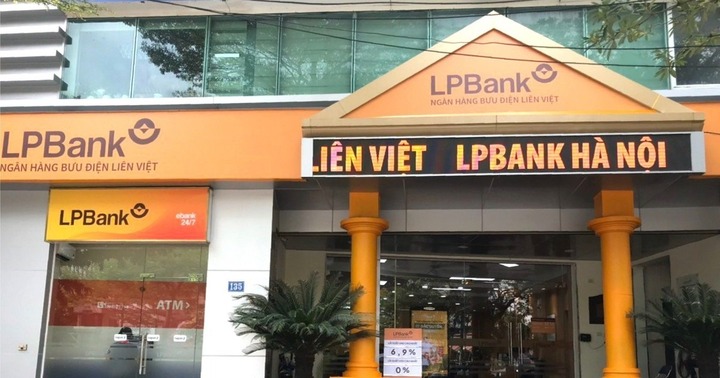 LPBank
NGÂN HÀNG BƯU ĐIỆN LIÊN VIỆT
LIÊN VIỆT LPBANK HÀ NỘI
LPBank
NGÂN HÀNG BƯU ĐIỆN LIÊN VIỆT
LPBank
ebank
24/7
135
ATM
LPBank
6,9%
0%